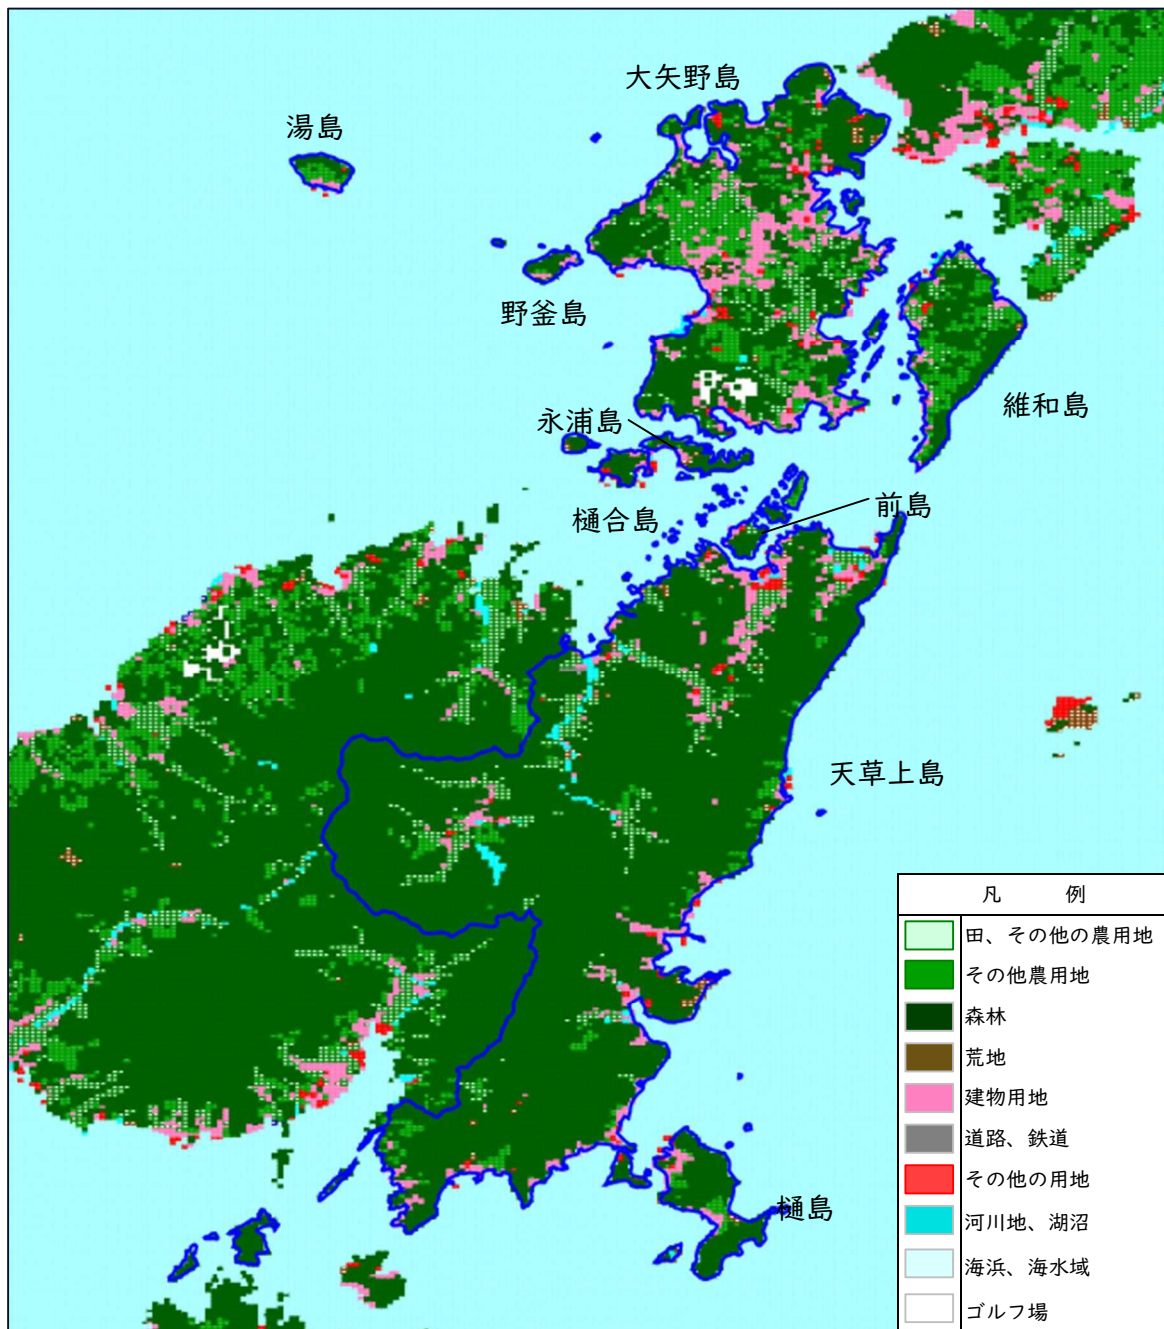 大矢野島
湯島
野釜島
維和島
永浦島
樋合島
前島
天草上島
樋島
凡 例
田、その他の農用地
その他農用地
森林
荒地
建物用地
道路、鉄道
その他の用地
河川地、湖沼
海浜、海水域
ゴルフ場